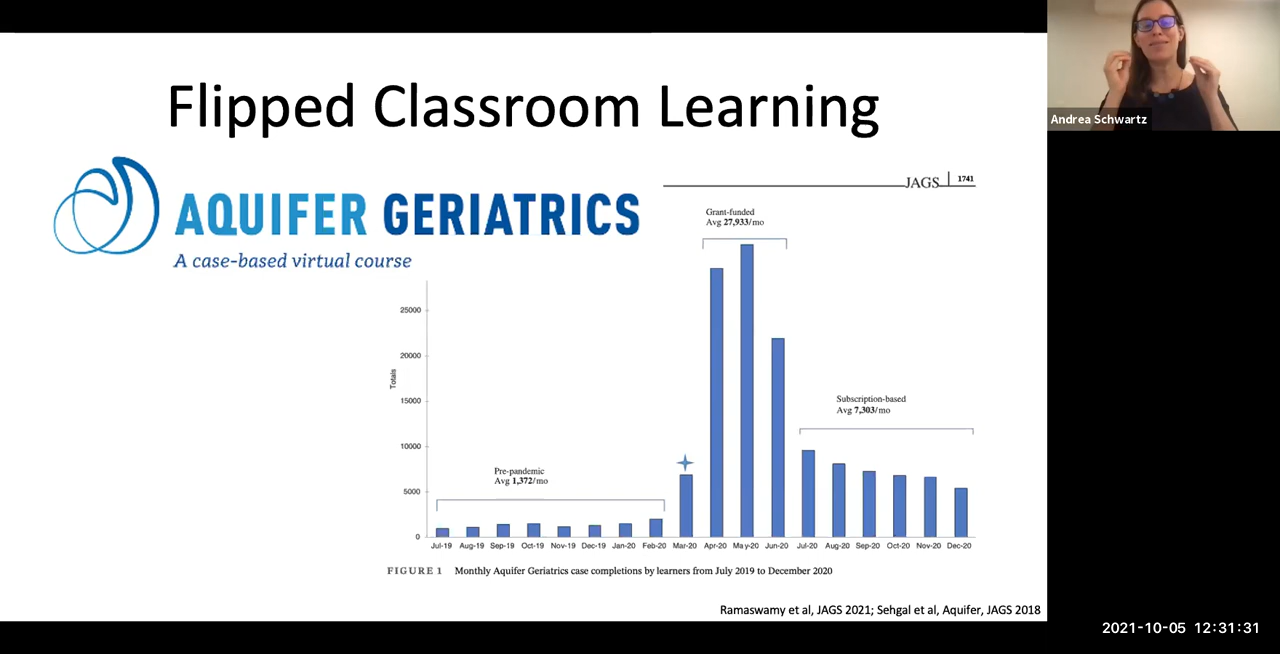 Flipped Classroom Learning
Andrea Schwartz
AQUIFER GERIATRICS
A case-based virtual course
JAGS 1741
Grant-funded
Avg 27,933/mo
Subscription-based
Avg 7,303/mo
Pre-pandemic
Avg 1,372/mo
Totals
25000
20000
15000
10000
5000
0
Jul-19 Aug-19 Sep-19 Oct-19 Nov-19 Dec-19 Jan-20 Feb-20 Mar-20 Apr-20 May-20 Jun-20 Jul-20 Aug-20 Sep-20 Oct-20 Nov-20 Dec-20
FIGURE 1 Monthly Aquifer Geriatrics case completions by learners from July 2019 to December 2020
Ramaswamy et al, JAGS 2021; Sehgal et al, Aquifer, JAGS 2018
2021-10-05 12:31:31